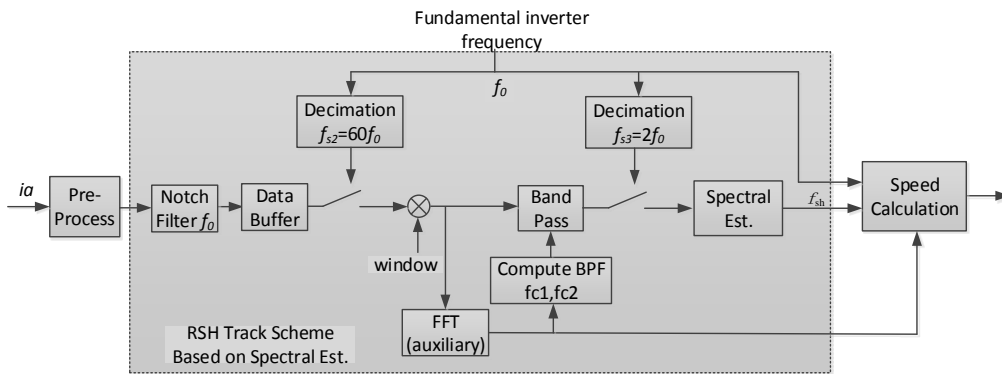 Fundamental inverter
frequency
f0
Decimation
fs2=60f0
Decimation
fs3=2f0
ia
Pre-
Process
Notch
Filter f0
Data
Buffer
Band
Pass
Spectral
Est.
fsh
Speed
Calculation
window
Compute BPF
fc1,fc2
FFT
(auxiliary)
RSH Track Scheme
Based on Spectral Est.